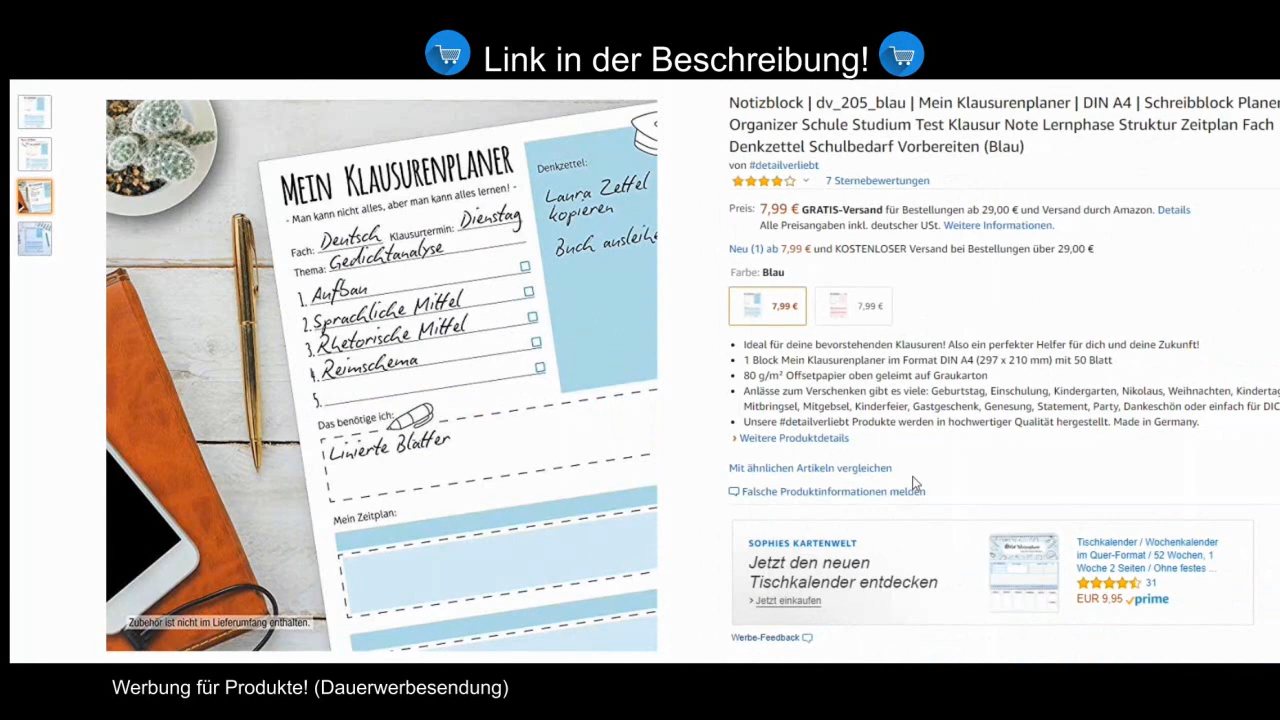 Link in der Beschreibung!
Notizblock | dv_205_blau | Mein Klausurenplaner | DIN A4 | Schreibblock Planer
Organizer Schule Studium Test Klausur Note Lernphase Struktur Zeitplan Fach
Denkzettel Schulbedarf Vorbereiten (Blau)
von #detailverliebt
7 Sternebewertungen
Preis: 7,99 € GRATIS-Versand für Bestellungen ab 29,00 € und Versand durch Amazon. Details
Alle Preisangaben inkl. deutscher USt. Weitere Informationen.
Neu (1) ab 7,99 € und KOSTENLOSER Versand bei Bestellungen über 29,00 €
Farbe: Blau
7,99 € 7,99 €
Ideal für deine bevorstehenden Klausuren! Also ein perfekter Helfer für dich und deine Zukunft!
1 Block Mein Klausurenplaner im Format DIN A4 (297 x 210 mm) mit 50 Blatt
80 g/m² Offsetpapier oben geleimt auf Graukarton
Anlässe zum Verschenken gibt es viele: Geburtstag, Einschulung, Kindergarten, Nikolaus, Weihnachten, Kindertag
Mitbringsel, Mitgebsel, Kinderfeier, Gastgeschenk, Genesung, Statement, Party, Dankeschön oder einfach für DIC
Unsere #detailverliebt Produkte werden in hochwertiger Qualität hergestellt. Made in Germany.
› Weitere Produktdetails
Mit ähnlichen Artikeln vergleichen
Falsche Produktinformationen melden
SOPHIES KARTENWELT
Jetzt den neuen
Tischkalender entdecken
› Jetzt einkaufen
Tischkalender / Wochenkalender
im Quer-Format / 52 Wochen, 1
Woche 2 Seiten / Ohne festes ...
31
EUR 9,95 prime
Werbe-Feedback
MEIN KLAUSURENPLANER
- Man kann nicht alles, aber man kann alles lernen! -
Fach: Deutsch Klausurtermin: Dienstag
Thema: Gedichtanalyse
1. Aufbau
2. Sprachliche Mittel
3. Rhetorische Mittel
4. Reimschema
5.
Denkzettel:
Laura Zettel
kopieren
Buch ausleihe
Das benötige ich:
Linierte Blätter
Mein Zeitplan:
Zubehör ist nicht im Lieferumfang enthalten.
Werbung für Produkte! (Dauerwerbesendung)